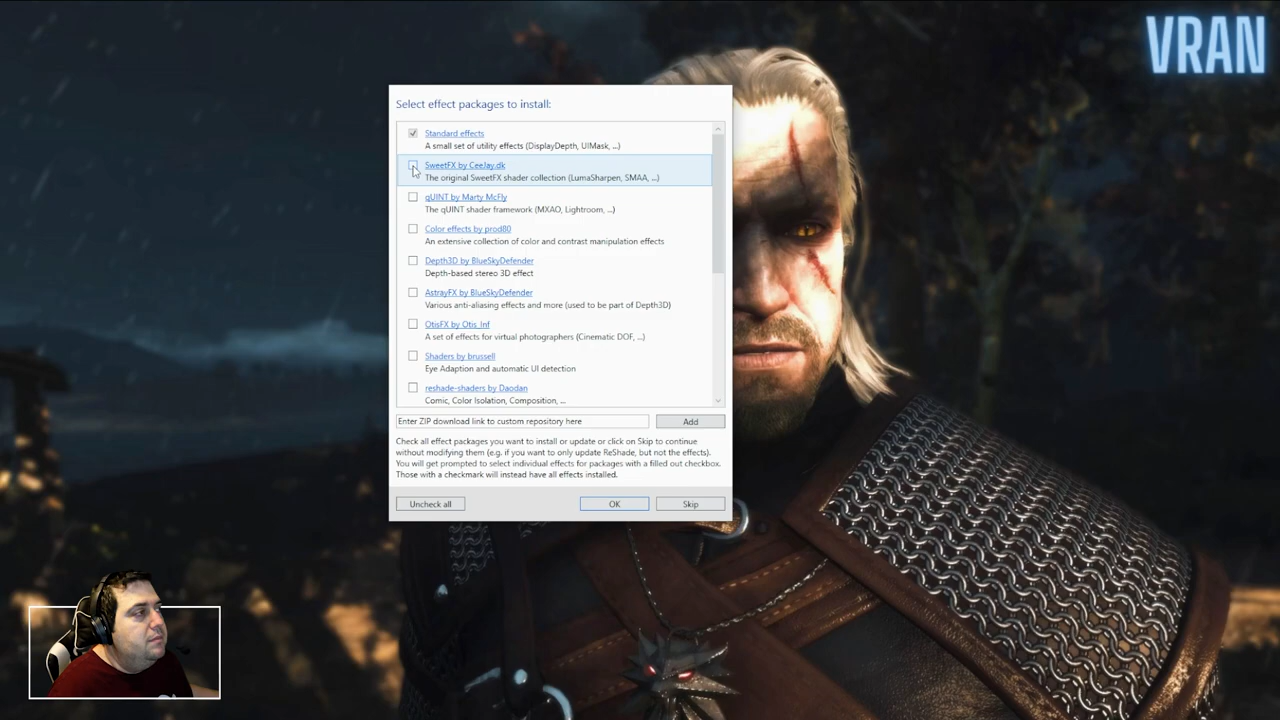 VRAN
Select effect packages to install:
Standard effects
A small set of utility effects (DisplayDepth, UIMask, ...)
SweetFX by CeeJay.dk
The original SweetFX shader collection (LumaSharpen, SMAA, ...)
qUINT by Marty McFly
The qUINT shader framework (MXAO, Lightroom, ...)
Color effects by prod80
An extensive collection of color and contrast manipulation effects
Depth3D by BlueSkyDefender
Depth-based stereo 3D effect
AstrayFX by BlueSkyDefender
Various anti-aliasing effects and more (used to be part of Depth3D)
OtisFX by Otis_Inf
A set of effects for virtual photographers (Cinematic DOF, ...)
Shaders by brussell
Eye Adaption and automatic UI detection
reshade-shaders by Daodan
Comic, Color Isolation, Composition, ...
Enter ZIP download link to custom repository here
Add
Check all effect packages you want to install or update or click on Skip to continue
without modifying them (e.g. if you want to only update ReShade, but not the effects).
You will get prompted to select individual effects for packages with a filled out checkbox.
Those with a checkmark will instead have all effects installed.
Uncheck all
OK
Skip